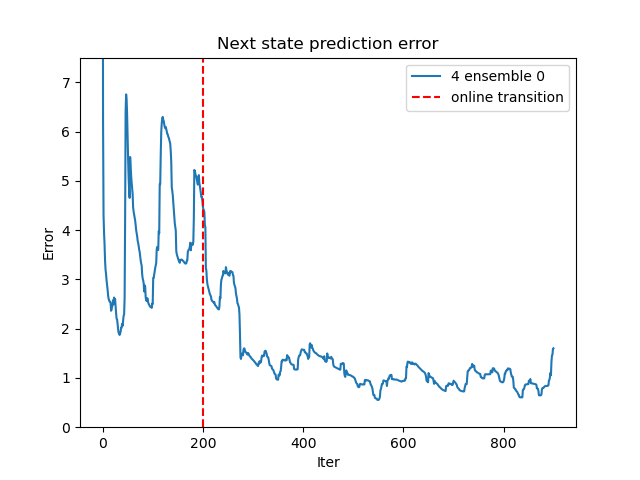 Next state prediction error
4 ensemble 0
online transition
7
6
5
4
3
2
1
0
Error
0
200
400
600
800
Iter